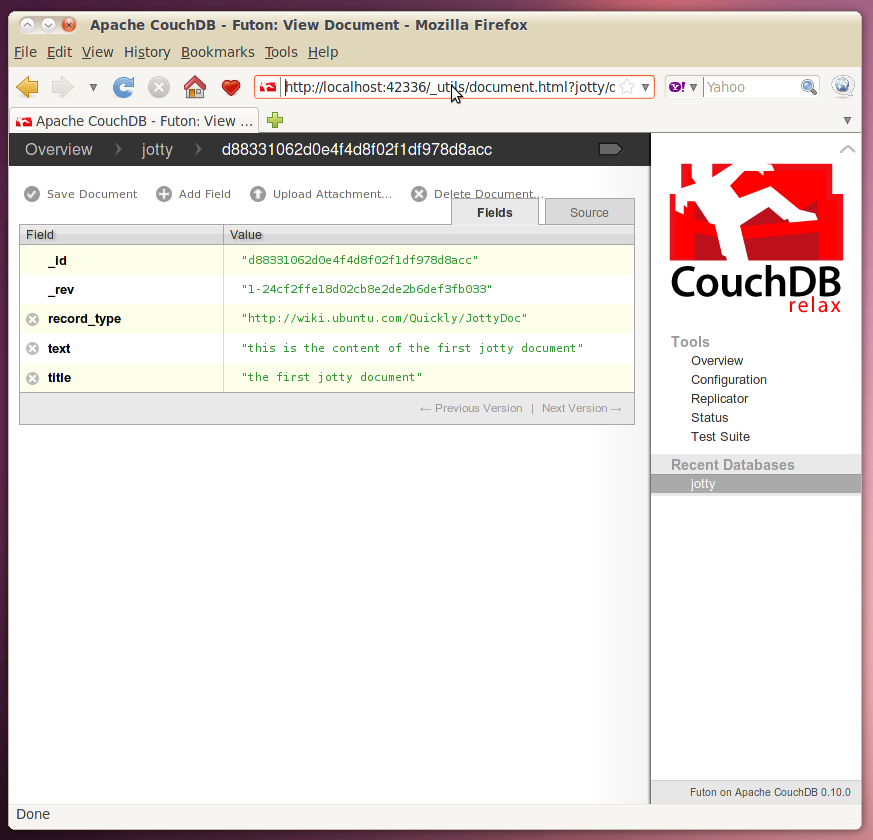 Apache CouchDB - Futon: View Document - Mozilla Firefox
File Edit View History Bookmarks Tools Help
http://localhost:42336/_utils/document.html?jotty/d Yahoo
Apache CouchDB - Futon: View ...
Overview jotty d88331062d0e4f4d8f02f1df978d8acc
Save Document Add Field Upload Attachment... Delete Document...
Fields Source
Field Value
_id "d88331062d0e4f4d8f02f1df978d8acc"
_rev "1-24cf2ffe18d02cb8e2de2b6def3fb033"
record_type "http://wiki.ubuntu.com/Quickly/JottyDoc"
text "this is the content of the first jotty document"
title "the first jotty document"
← Previous Version | Next Version →
CouchDB
relax
Tools
Overview
Configuration
Replicator
Status
Test Suite
Recent Databases
jotty
Futon on Apache CouchDB 0.10.0
Done